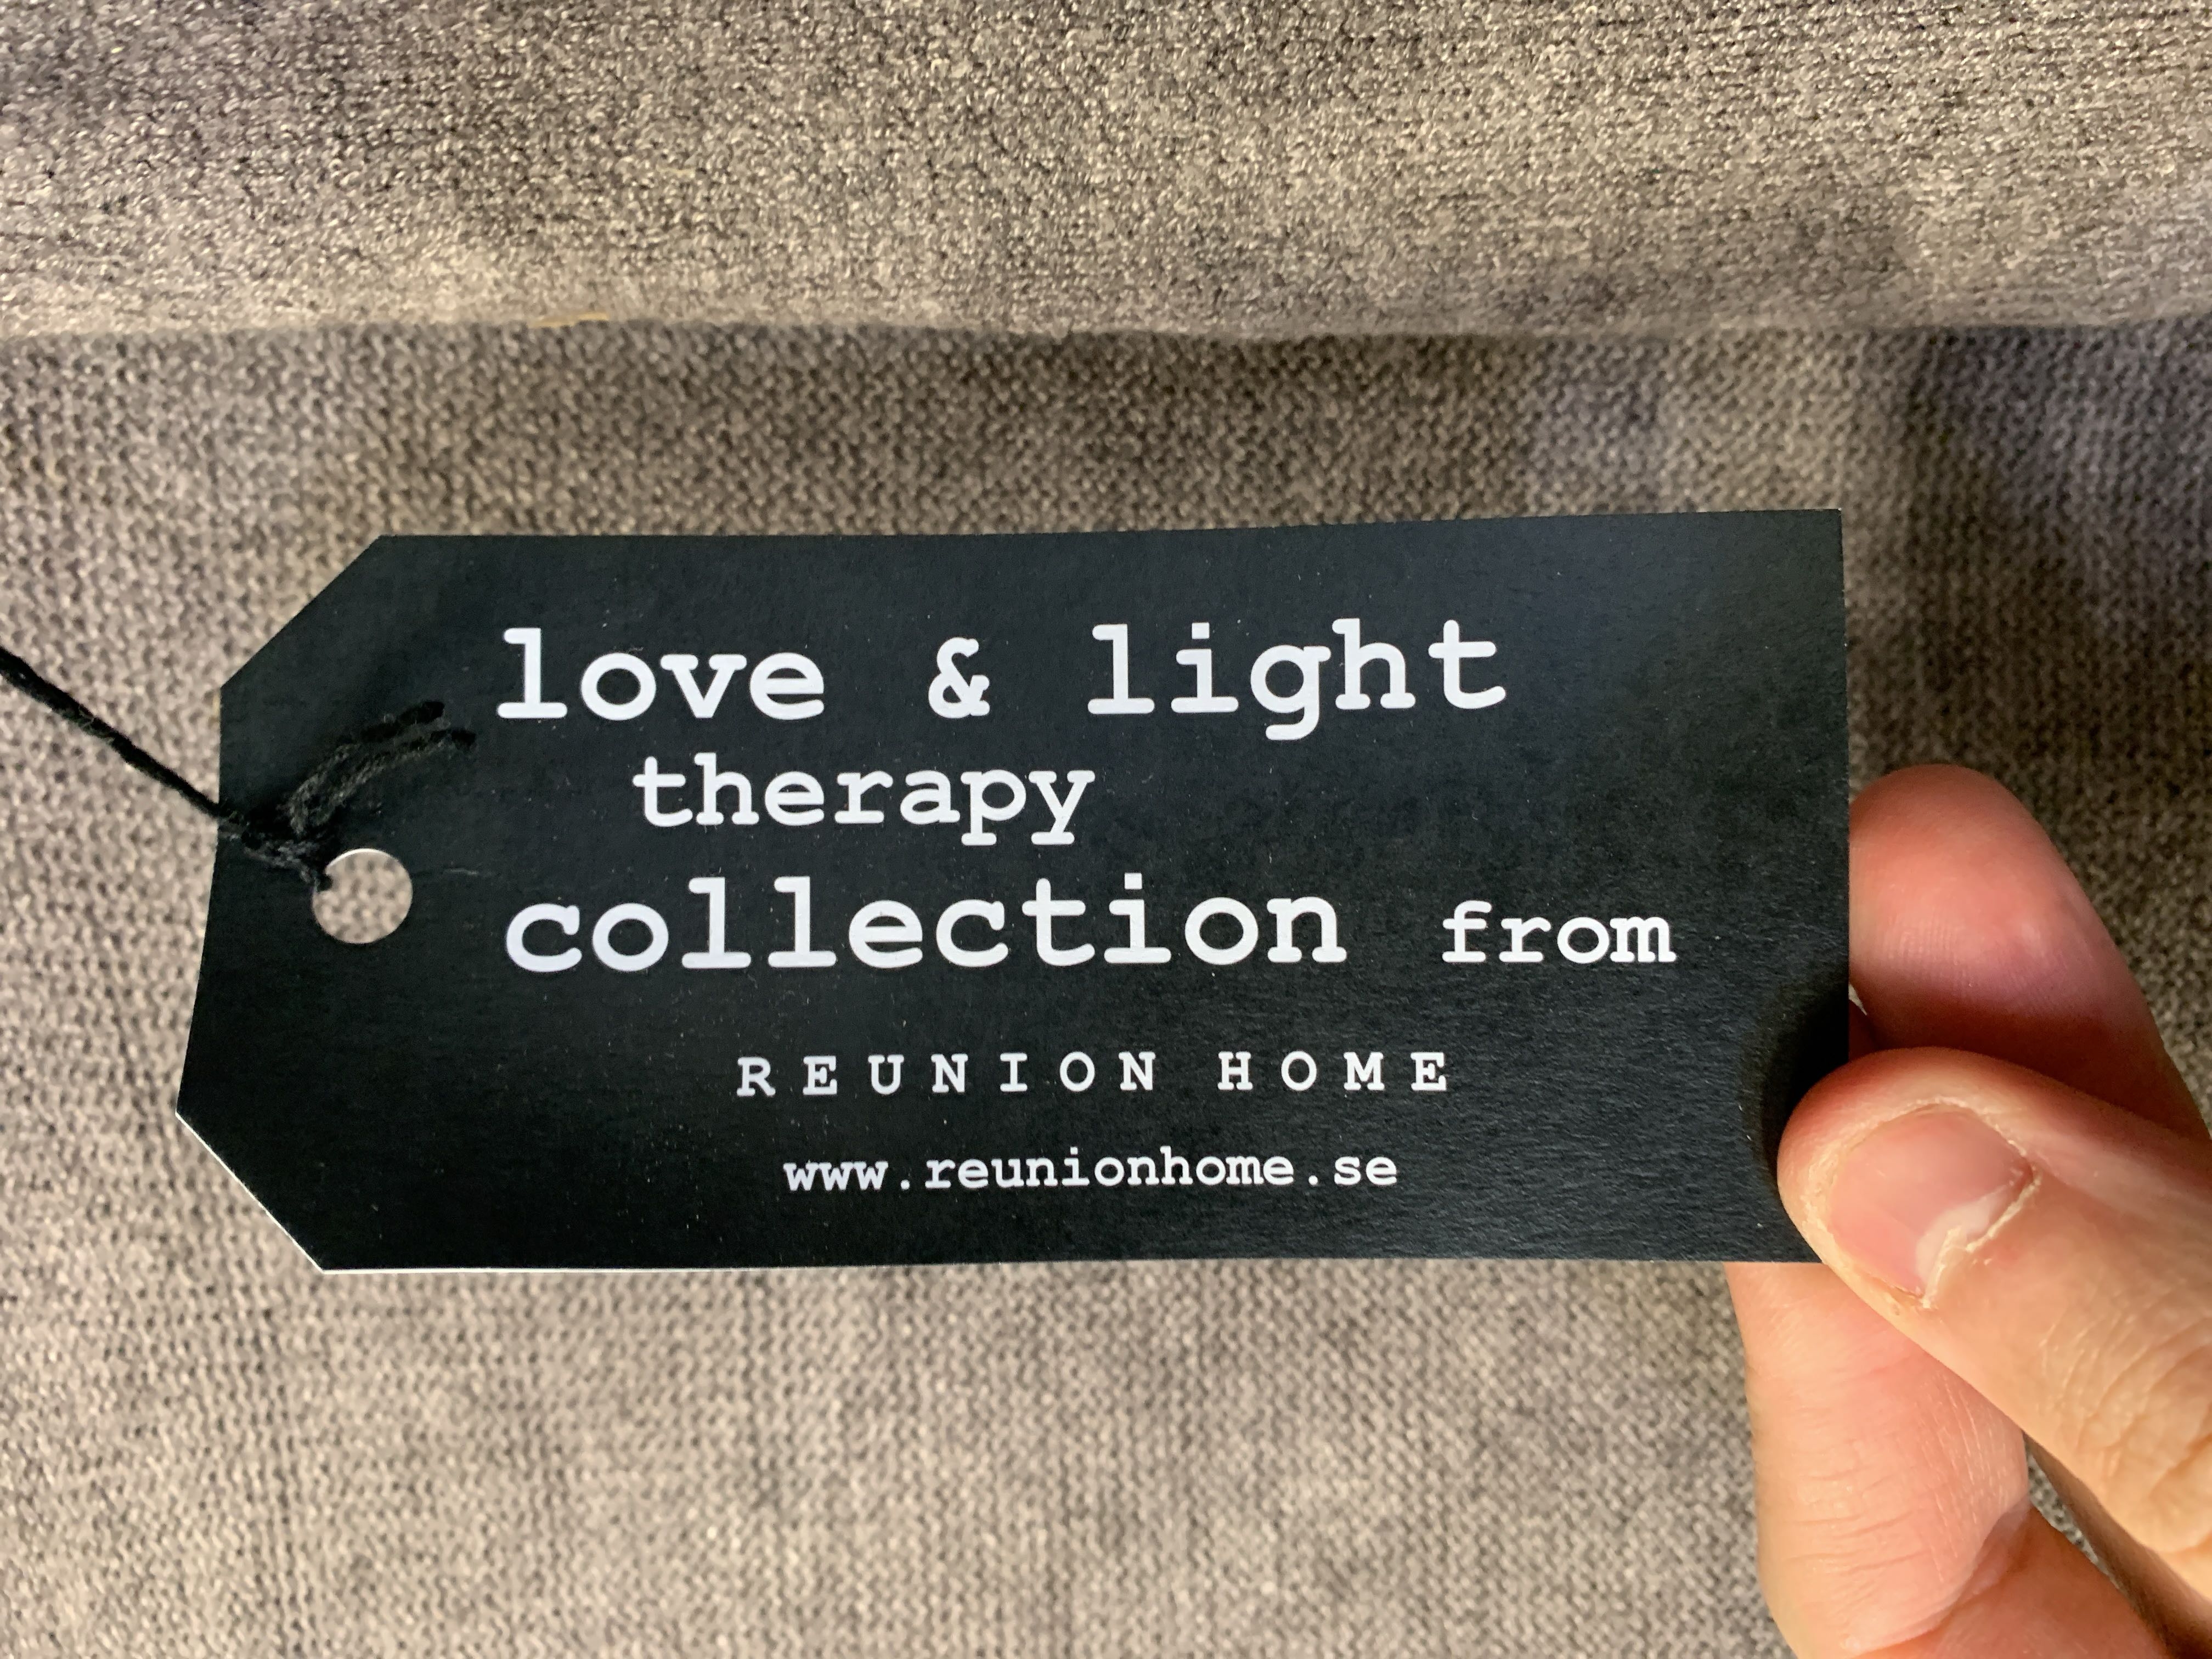 love & light
therapy
collection from
REUNION HOME
www.reunionhome.se